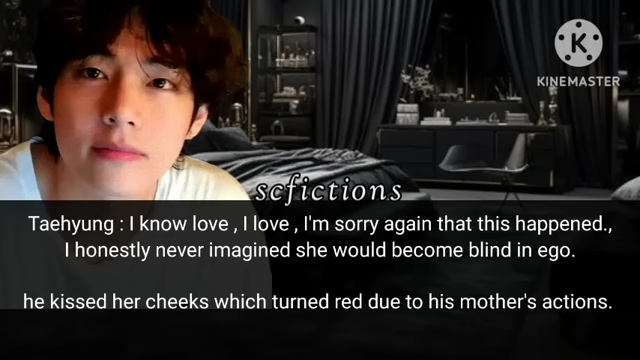 KINEMASTER
scfictions
Taehyung : I know love , I love , I'm sorry again that this happened.,
I honestly never imagined she would become blind in ego.
he kissed her cheeks which turned red due to his mother's actions.